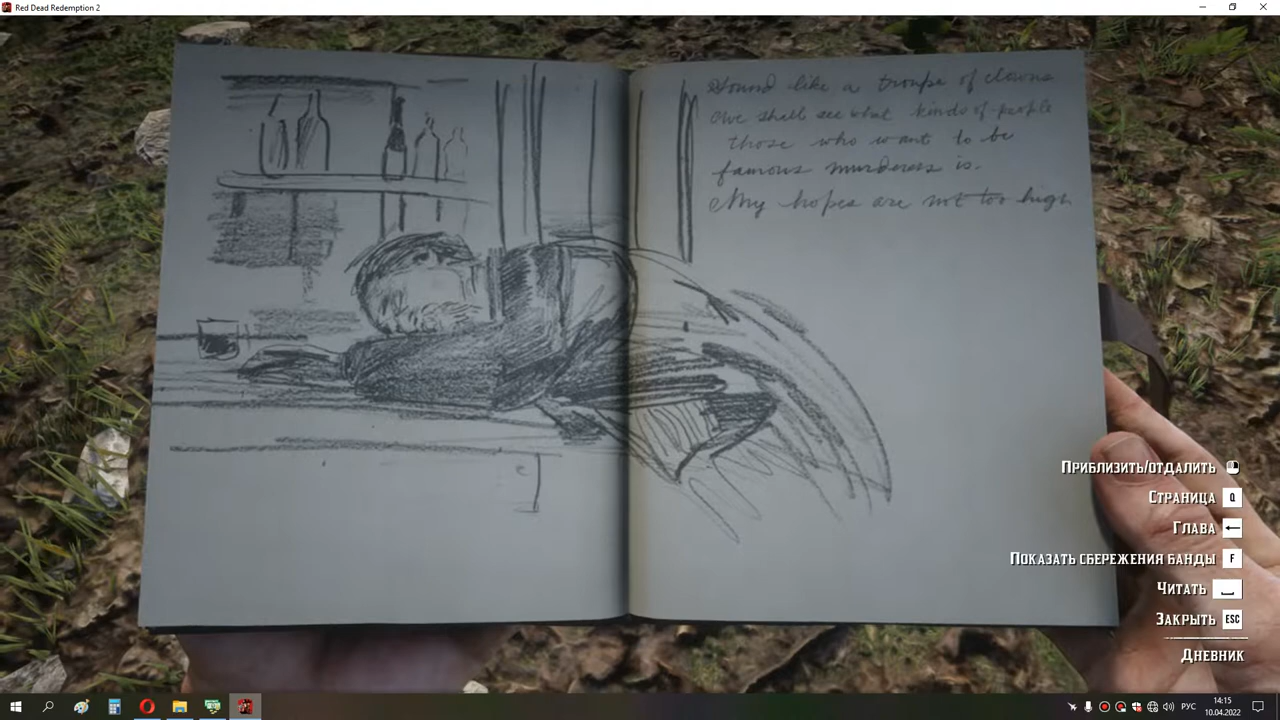 Red Dead Redemption 2
Sound like a troupe of clowns
We shall see what kinds of people
those who want to be
famous murderers is.
My hopes are not too high
Приблизить/отдалить
Страница Q
Глава ←
Показать сбережения банды F
Читать
Закрыть ESC
Дневник
РУС
14:15
10.04.2022